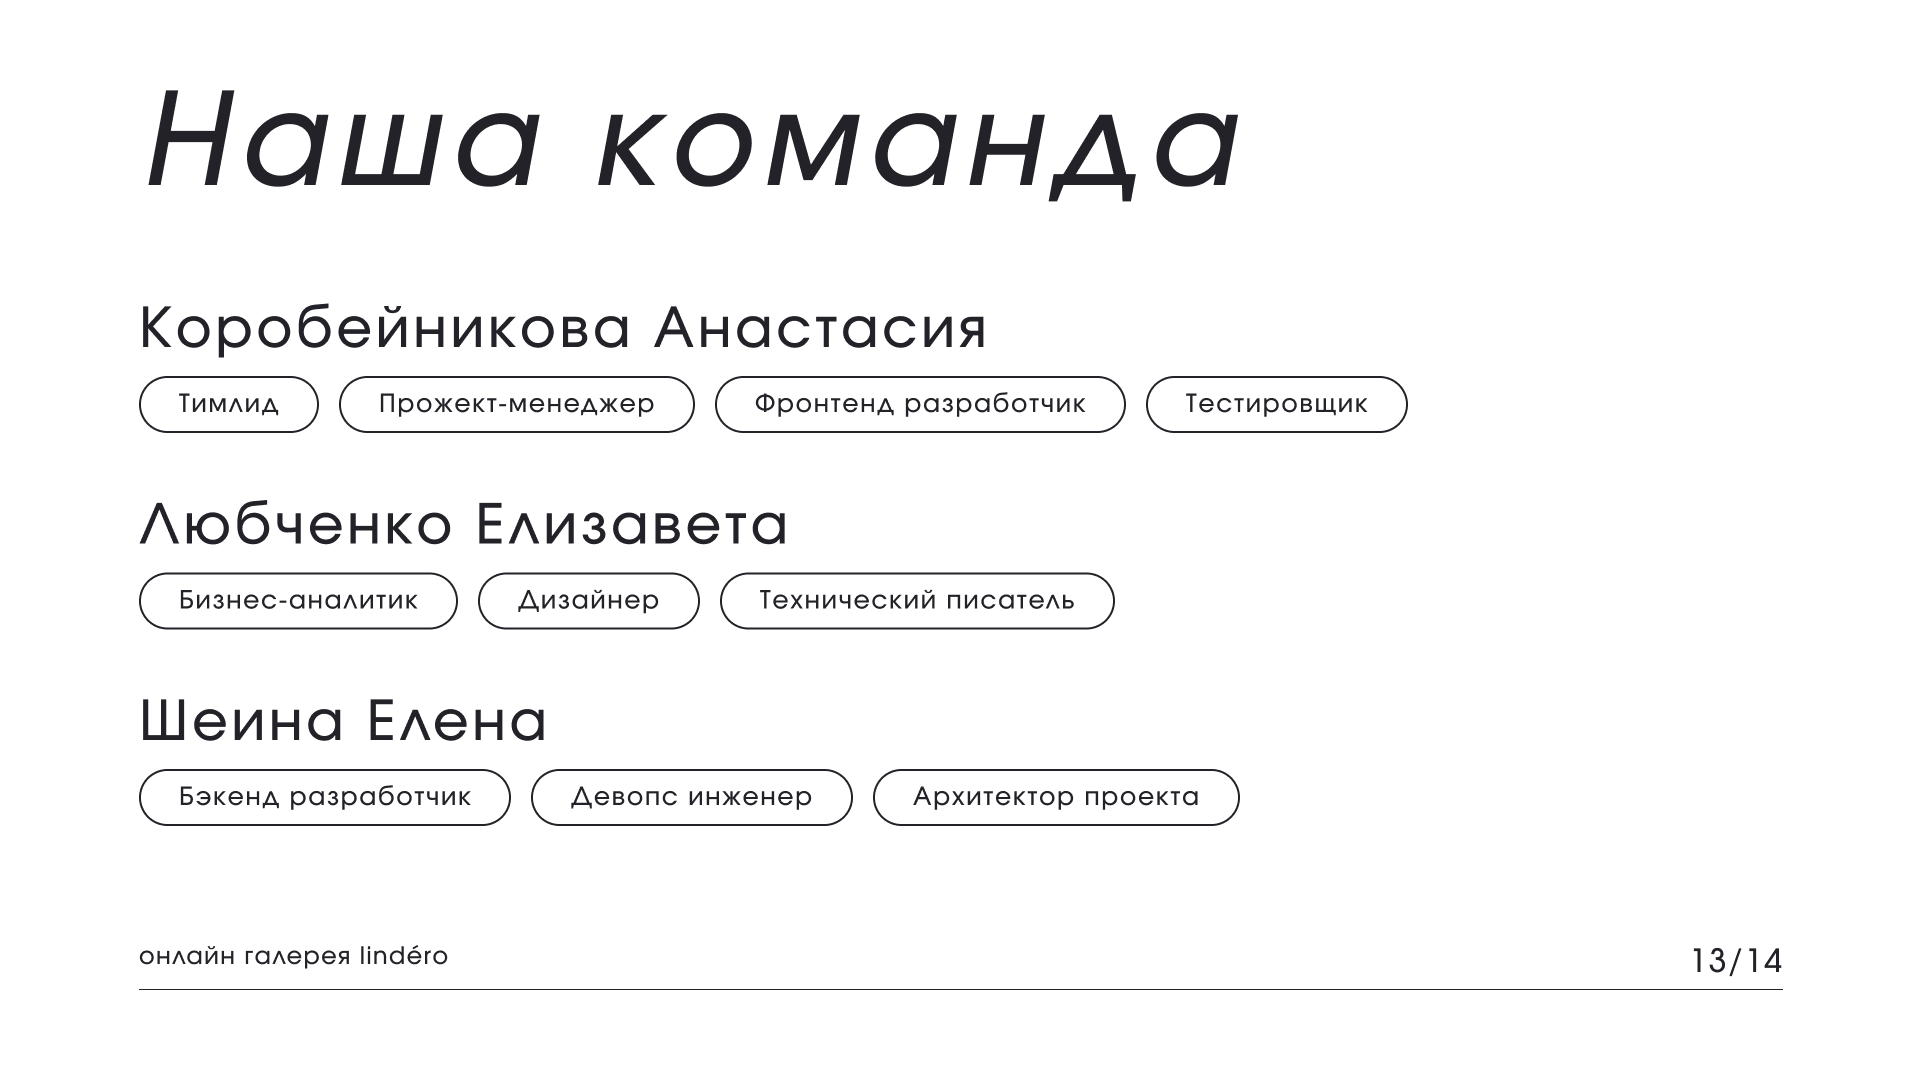 Наша команда
Коробейникова Анастасия
Тимлид Прожект-менеджер Фронтенд разработчик Тестировщик
Любченко Елизавета
Бизнес-аналитик Дизайнер Технический писатель
Шеина Елена
Бэкенд разработчик Девопс инженер Архитектор проекта
онлайн галерея lindéro 13/14